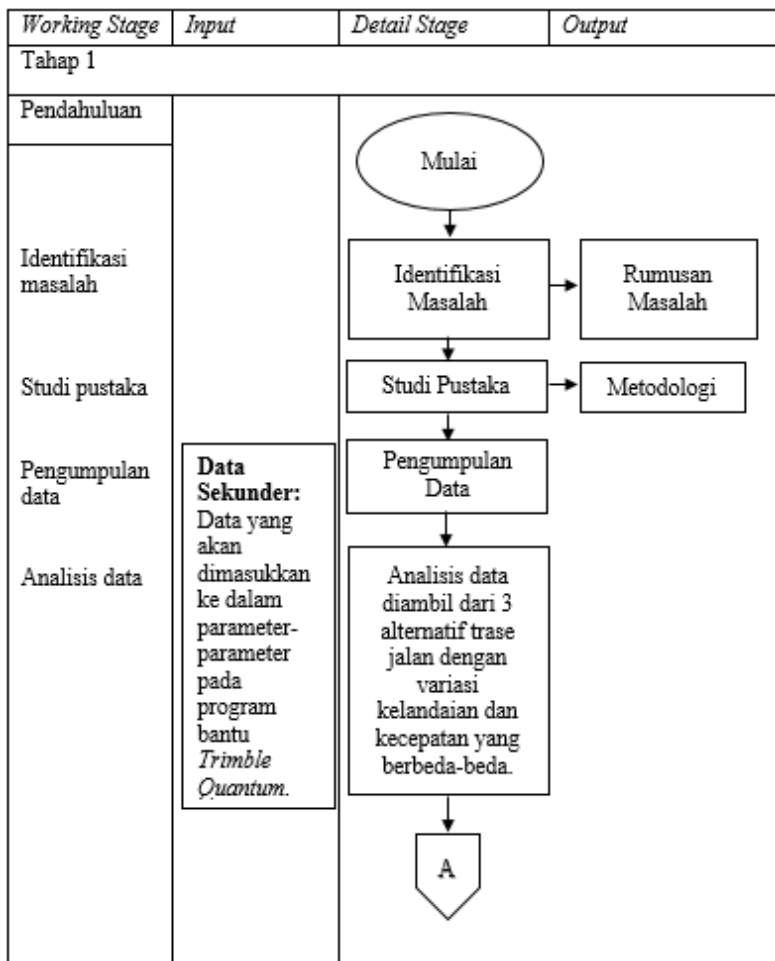 Working Stage
Input
Detail Stage
Output
Tahap 1
Pendahuluan
Mulai
Identifikasi
masalah
Identifikasi
Masalah
Rumusan
Masalah
Studi pustaka
Studi Pustaka
Metodologi
Pengumpulan
data
Data
Sekunder:
Data yang
akan
dimasukkan
ke dalam
parameter-
parameter
pada
program
bantu
Trimble
Quantum.
Pengumpulan
Data
Analisis data
Analisis data
diambil dari 3
alternatif trase
jalan dengan
variasi
kelandaian dan
kecepatan yang
berbeda-beda.
A